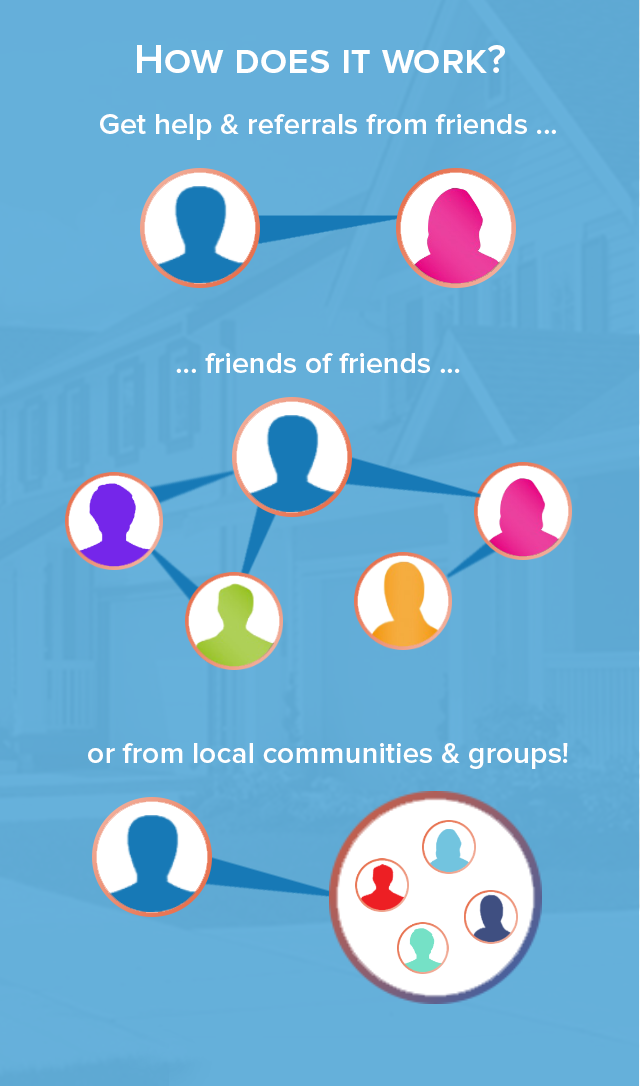 How does it work?
Get help & referrals from friends ...
... friends of friends ...
or from local communities & groups!